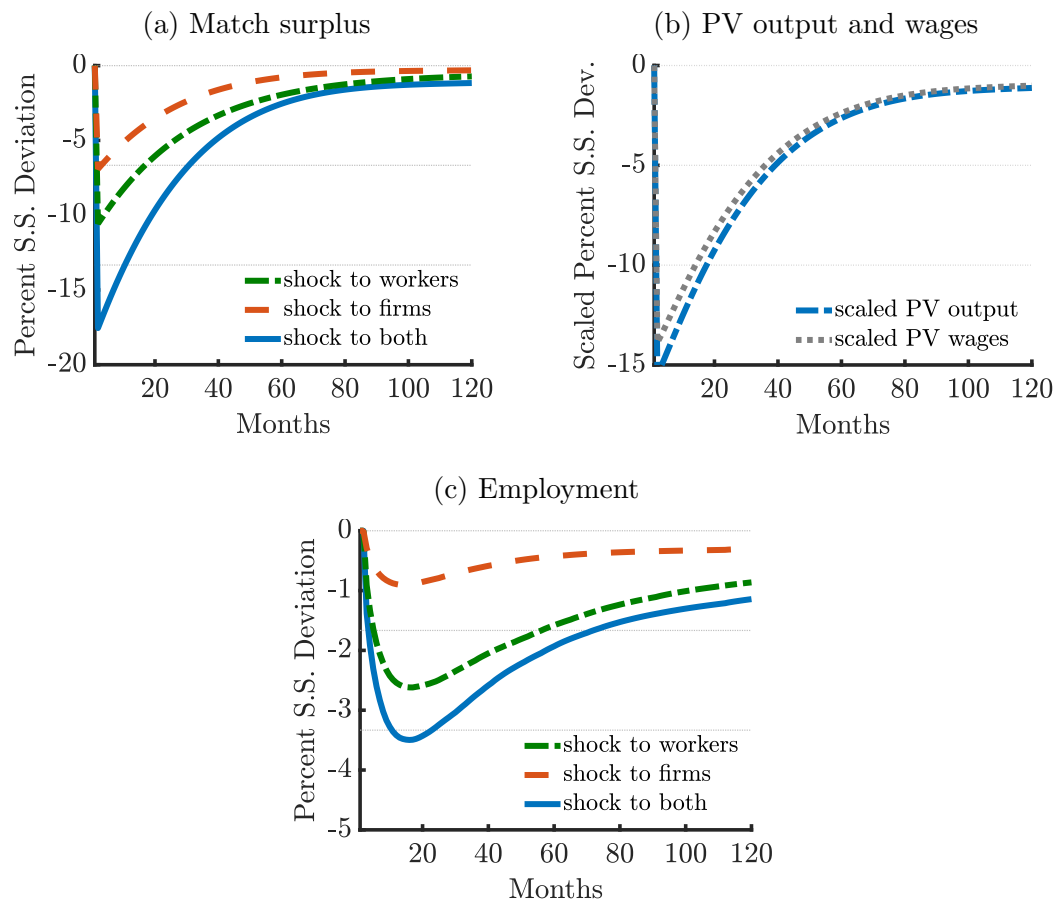 (a) Match surplus
Percent S.S. Deviation
0
-5
-10
-15
-20
shock to workers
shock to firms
shock to both
20 40 60 80 100 120
Months
(b) PV output and wages
Scaled Percent S.S. Dev.
0
-5
-10
-15
scaled PV output
scaled PV wages
20 40 60 80 100 120
Months
(c) Employment
Percent S.S. Deviation
0
-1
-2
-3
-4
-5
shock to workers
shock to firms
shock to both
20 40 60 80 100 120
Months